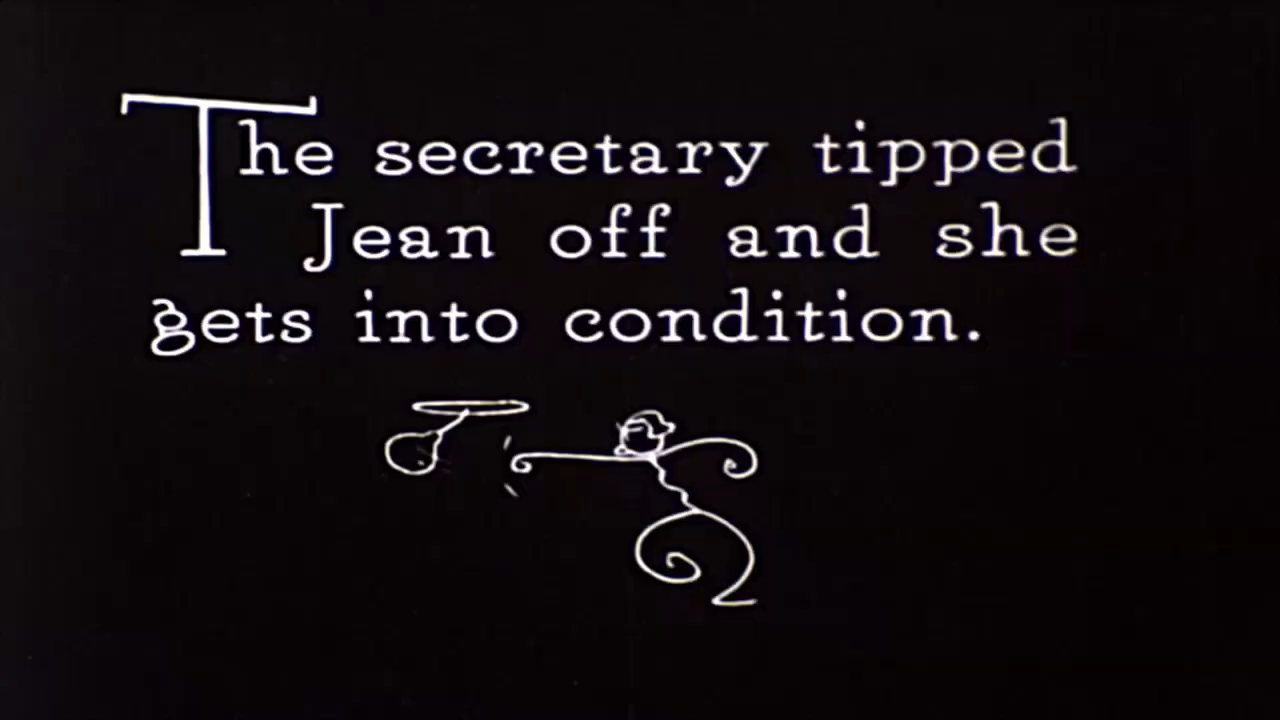 The secretary tipped
Jean off and she
gets into condition.